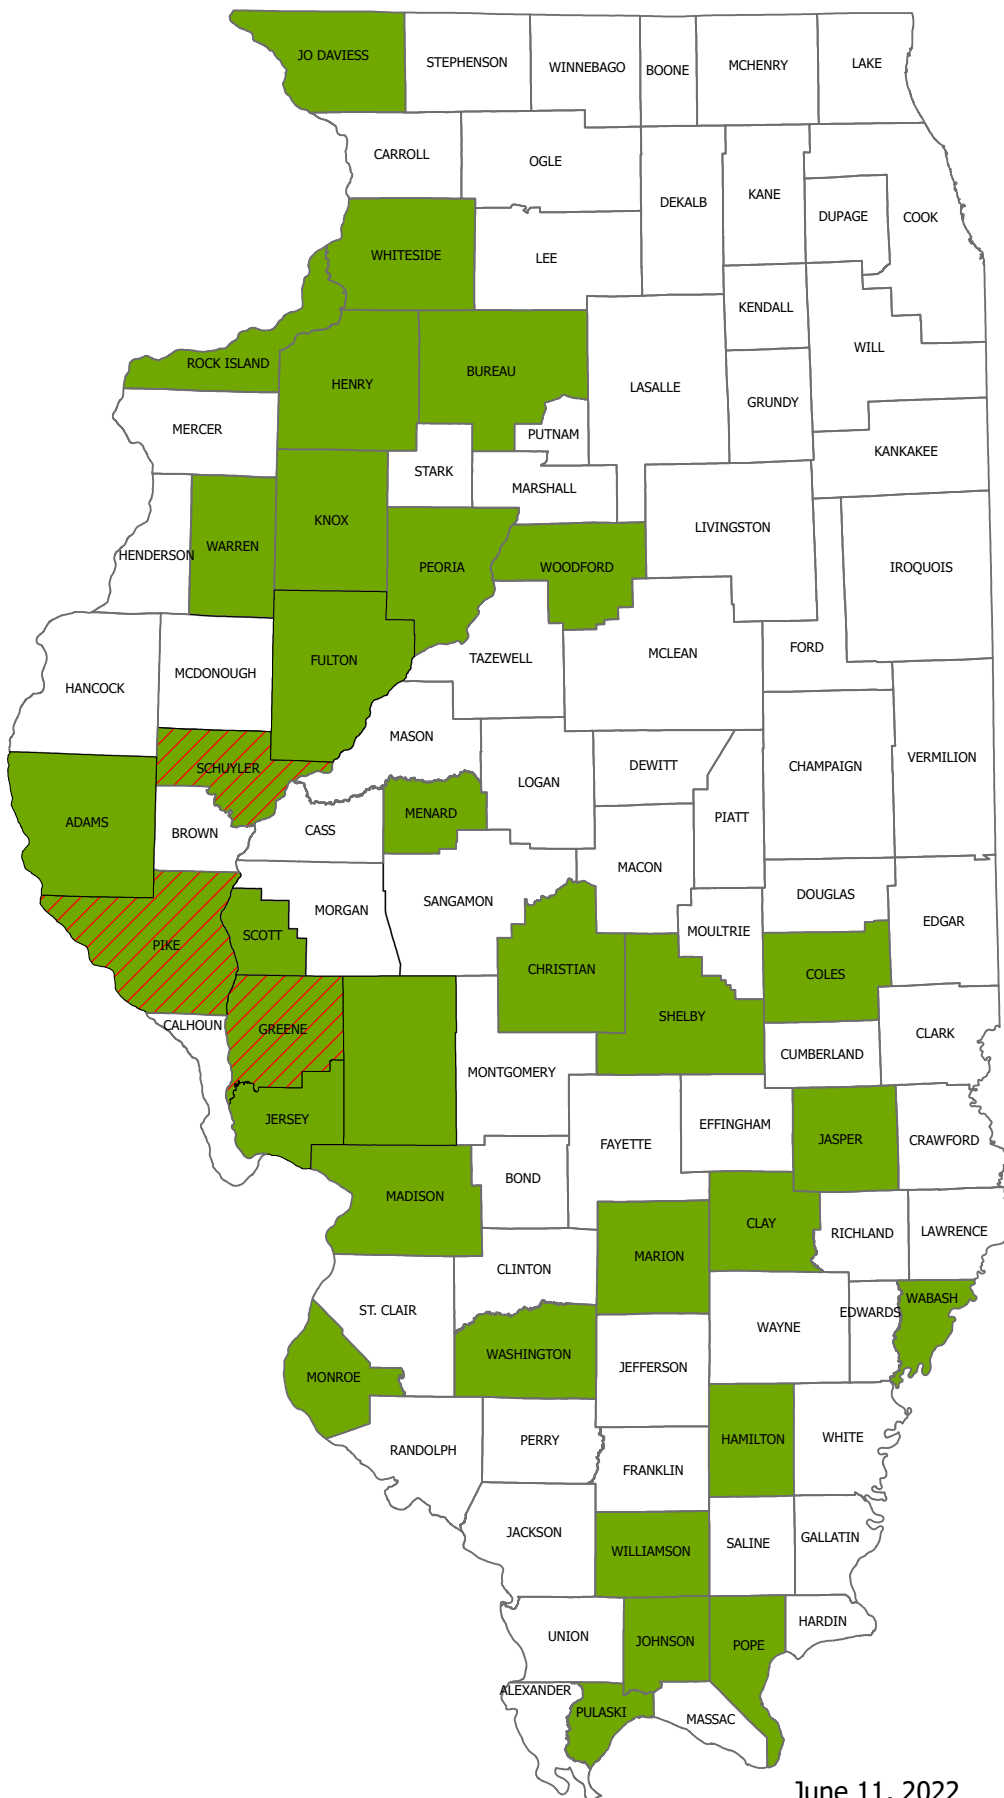 JO DAVIESS
STEPHENSON
WINNEBAGO
BOONE
MCHENRY
LAKE
CARROLL
OGLE
DEKALB
KANE
DUPAGE
COOK
WHITESIDE
LEE
KENDALL
WILL
ROCK ISLAND
HENRY
BUREAU
LASALLE
GRUNDY
MERCER
PUTNAM
KANKAKEE
STARK
MARSHALL
HENDERSON
WARREN
KNOX
PEORIA
WOODFORD
LIVINGSTON
IROQUOIS
HANCOCK
MCDONOUGH
FULTON
TAZEWELL
MCLEAN
FORD
SCHUYLER
MASON
LOGAN
DEWITT
CHAMPAIGN
VERMILION
ADAMS
BROWN
CASS
MENARD
PIATT
MACON
PIKE
SCOTT
MORGAN
SANGAMON
MOULTRIE
DOUGLAS
EDGAR
CHRISTIAN
COLES
CALHOUN
GREENE
SHELBY
CUMBERLAND
CLARK
MONTGOMERY
JERSEY
FAYETTE
EFFINGHAM
JASPER
CRAWFORD
MADISON
BOND
CLAY
RICHLAND
LAWRENCE
MARION
CLINTON
ST. CLAIR
WAYNE
EDWARDS
WABASH
MONROE
WASHINGTON
JEFFERSON
RANDOLPH
PERRY
FRANKLIN
HAMILTON
WHITE
JACKSON
WILLIAMSON
SALINE
GALLATIN
UNION
JOHNSON
POPE
HARDIN
ALEXANDER
PULASKI
MASSAC
June 11, 2022